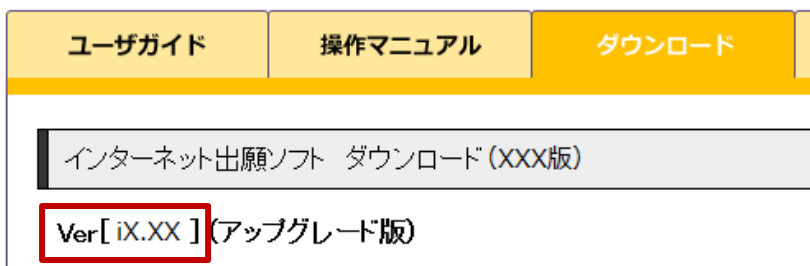 ユーザガイド 操作マニュアル ダウンロード
インターネット出願ソフト ダウンロード(XXX版)
Ver[ iX.XX ](アップグレード版)